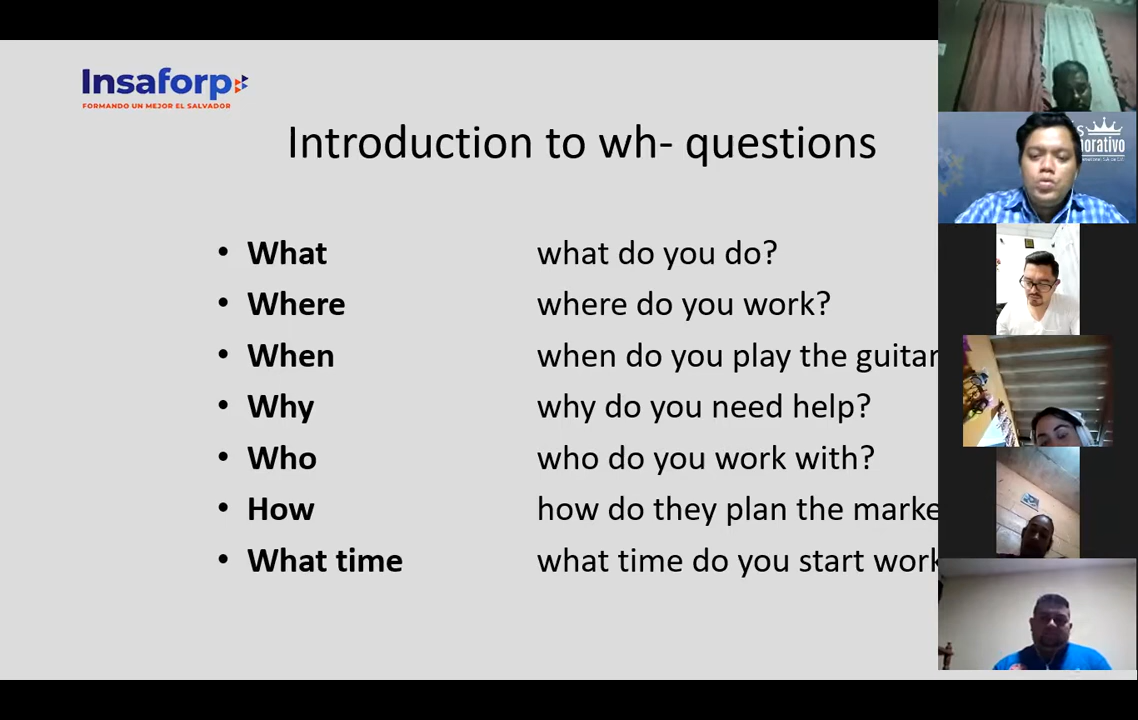 Insaforp
FORMANDO UN MEJOR EL SALVADOR
Introduction to wh- questions
• What what do you do?
• Where where do you work?
• When when do you play the guitar
• Why why do you need help?
• Who who do you work with?
• How how do they plan the
• What time what time do you start work